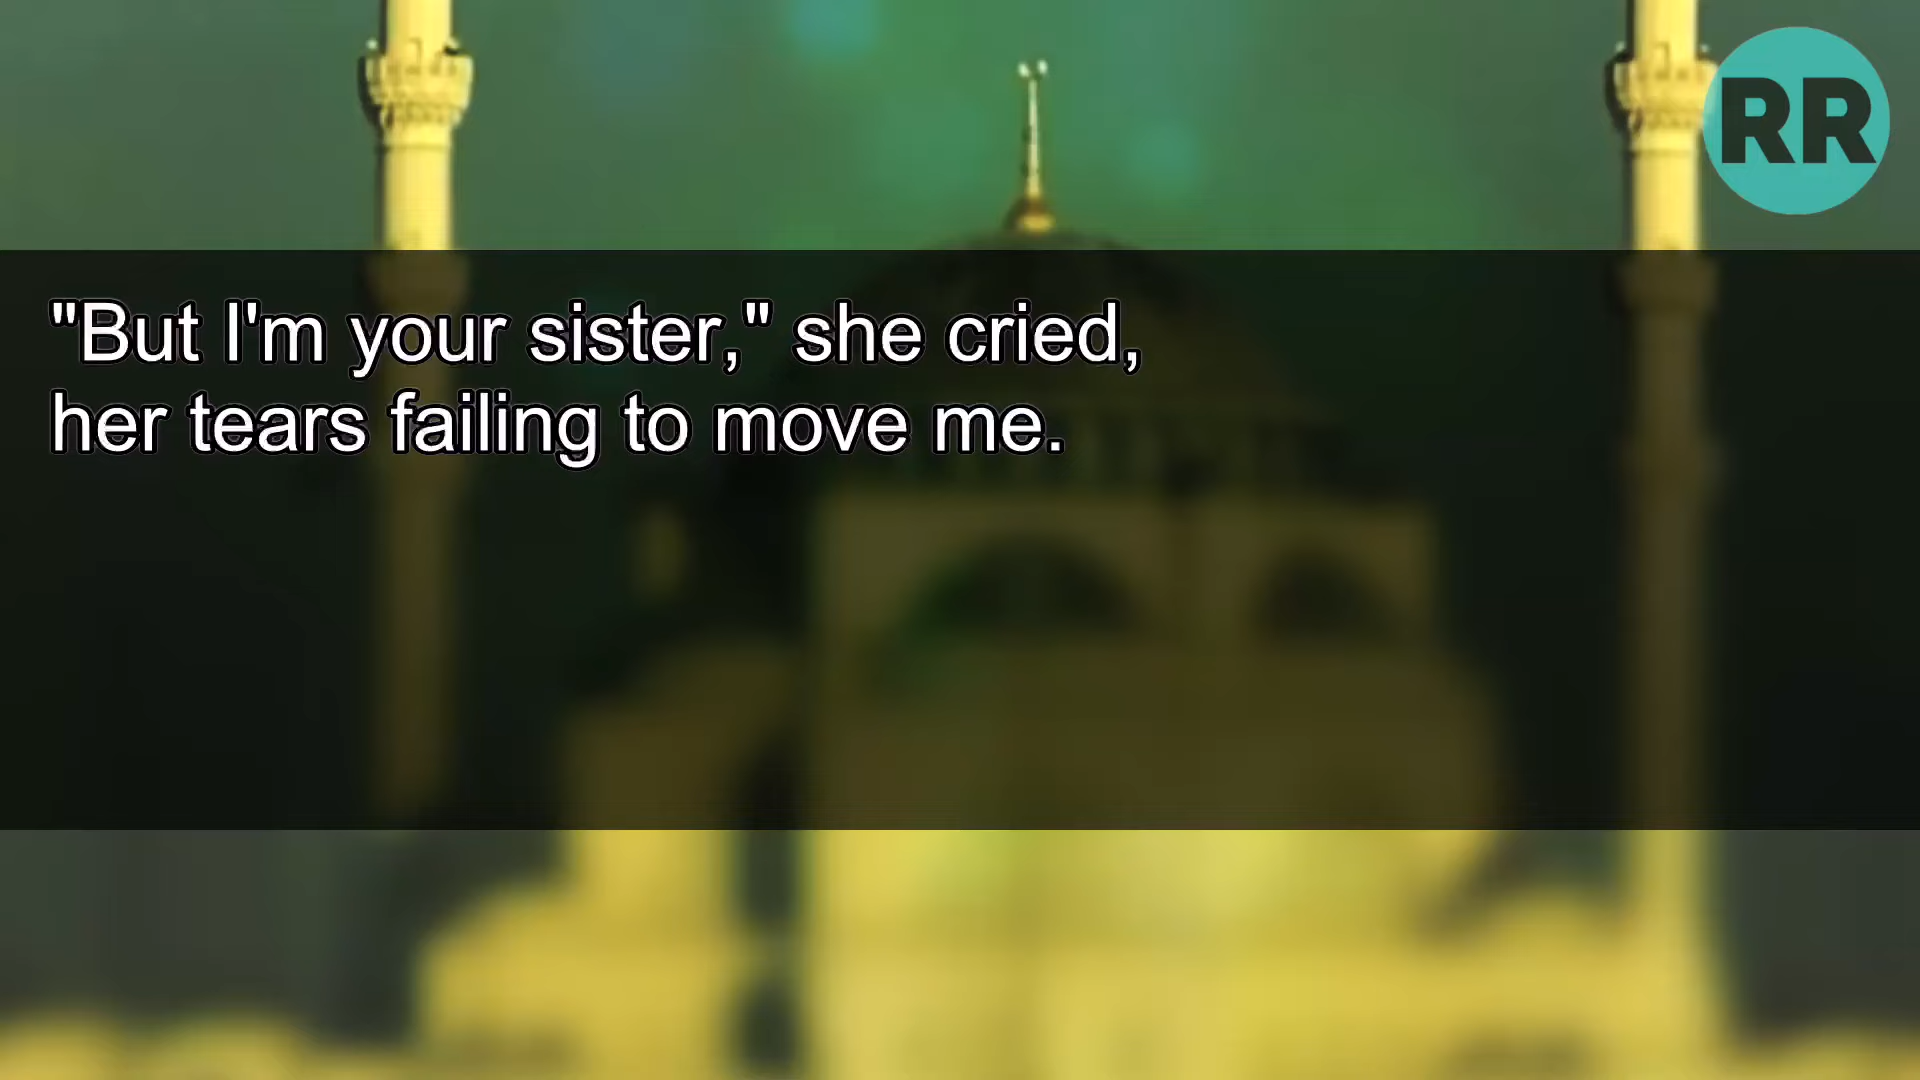 RR
"But I'm your sister," she cried,
her tears failing to move me.